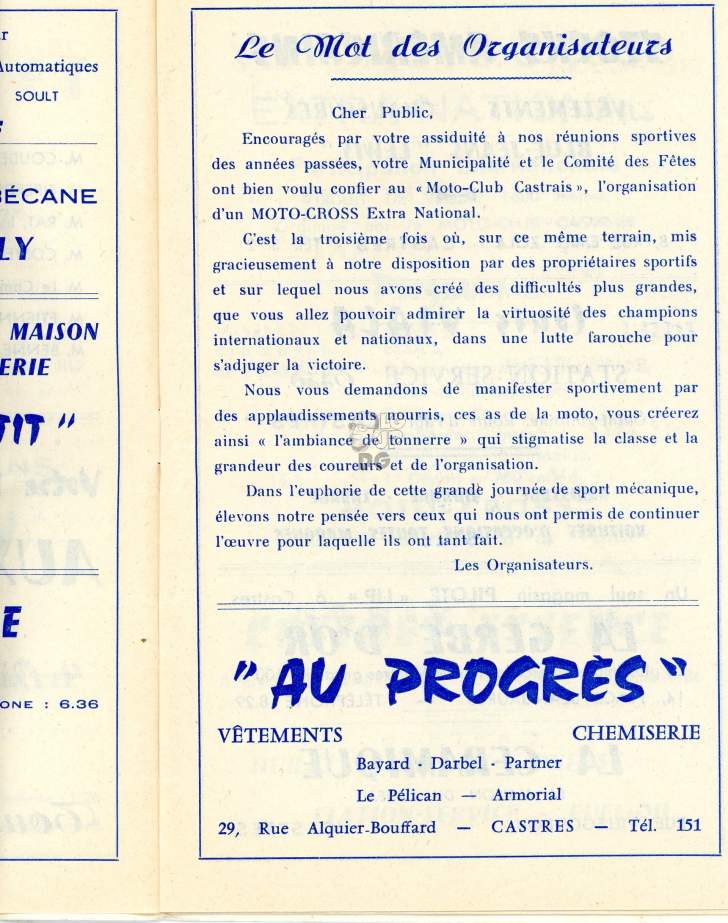 Automatiques
SOULT
BÉCANE
LY
MAISON
ERIE
TIT "
E
ONE : 6.36
Le Mot des Organisateurs
Cher Public,
Encouragés par votre assiduité à nos réunions sportives
des années passées, votre Municipalité et le Comité des Fêtes
ont bien voulu confier au « Moto-Club Castrais », l'organisation
d'un MOTO-CROSS Extra National.
C'est la troisième fois où, sur ce même terrain, mis
gracieusement à notre disposition par des propriétaires sportifs
et sur lequel nous avons créé des difficultés plus grandes,
que vous allez pouvoir admirer la virtuosité des champions
internationaux et nationaux, dans une lutte farouche pour
s'adjuger la victoire.
Nous vous demandons de manifester sportivement par
des applaudissements nourris, ces as de la moto, vous créerez
ainsi « l'ambiance de tonnerre » qui stigmatise la classe et la
grandeur des coureurs et de l'organisation.
Dans l'euphorie de cette grande journée de sport mécanique,
élevons notre pensée vers ceux qui nous ont permis de continuer
l'œuvre pour laquelle ils ont tant fait.
Les Organisateurs.
" AU PROGRÈS "
VÊTEMENTS CHEMISERIE
Bayard - Darbel - Partner
Le Pélican — Armorial
29, Rue Alquier-Bouffard — CASTRES — Tél. 151